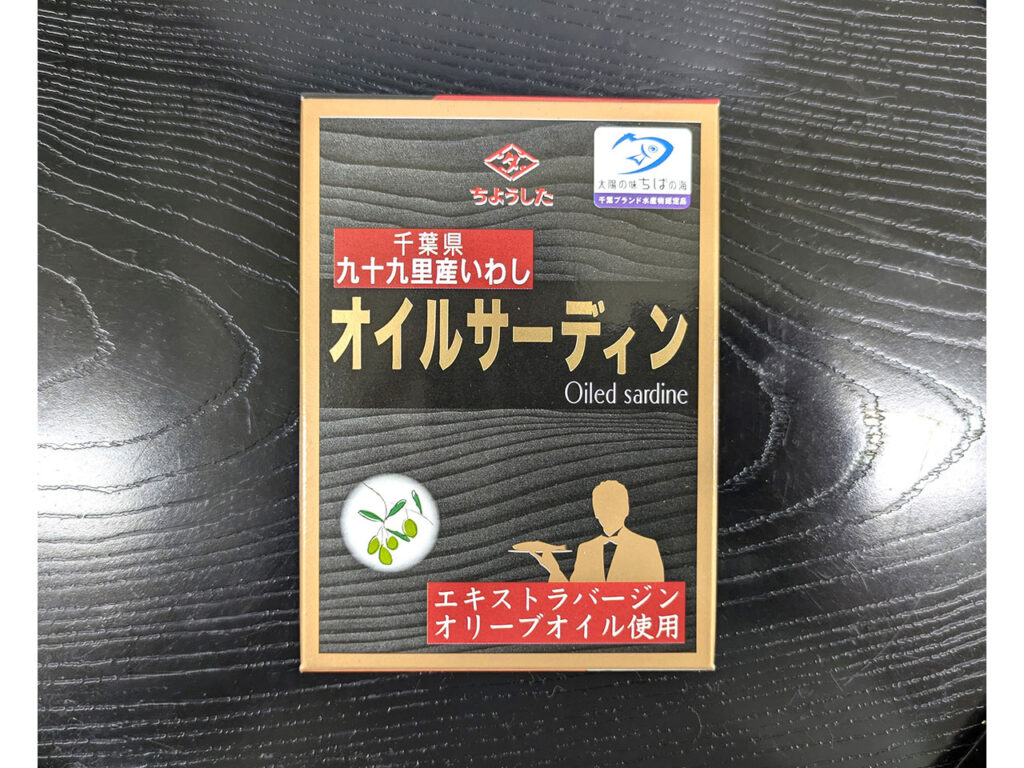 タ
ちょうした
太陽の味ちばの海
千葉ブランド水産物認定品
千葉県
九十九里産いわし
オイルサーディン
Oiled sardine
エキストラバージン
オリーブオイル使用